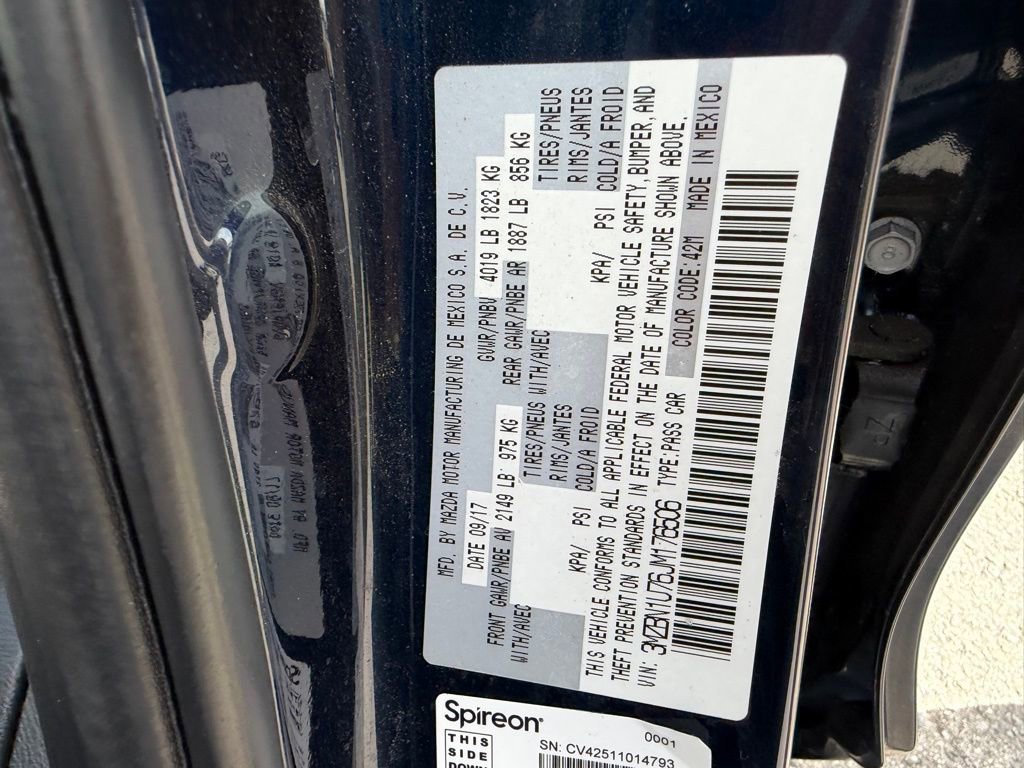 MFD. BY MAZDA MOTOR MANUFACTURING DE MEXICO S.A. DE C.V.
DATE 09/17 GVWR/PNBV 4019 LB 1823 KG
FRONT GAWR/PNBE AV 2149 LB 975 KG REAR GAWR/PNBE AR 1887 LB 856 KG
WITH/AVEC TIRES/PNEUS WITH/AVEC TIRES/PNEUS
RIMS/JANTES RIMS/JANTES
KPA/ PSI COLD/A FROID KPA/ PSI COLD/A FROID
THIS VEHICLE CONFORMS TO ALL APPLICABLE FEDERAL MOTOR VEHICLE SAFETY, BUMPER, AND
THEFT PREVENTION STANDARDS IN EFFECT ON THE DATE OF MANUFACTURE SHOWN ABOVE.
VIN: 3MZBN1U76JM176506 TYPE:PASS CAR COLOR CODE:42M MADE IN MEXICO
Spireon
0001
THIS
SIDE
DOWN
SN: CV42511014793
8